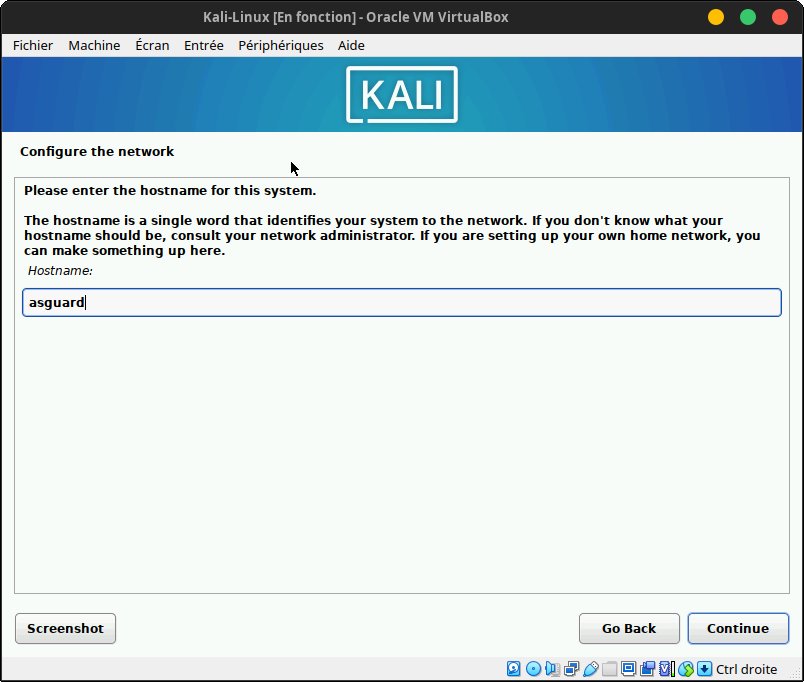 Kali-Linux [En fonction] - Oracle VM VirtualBox
Fichier Machine Écran Entrée Périphériques Aide
KALI
Configure the network
Please enter the hostname for this system.
The hostname is a single word that identifies your system to the network. If you don't know what your
hostname should be, consult your network administrator. If you are setting up your own home network, you
can make something up here.
Hostname:
asguard
Screenshot Go Back Continue
Ctrl droite